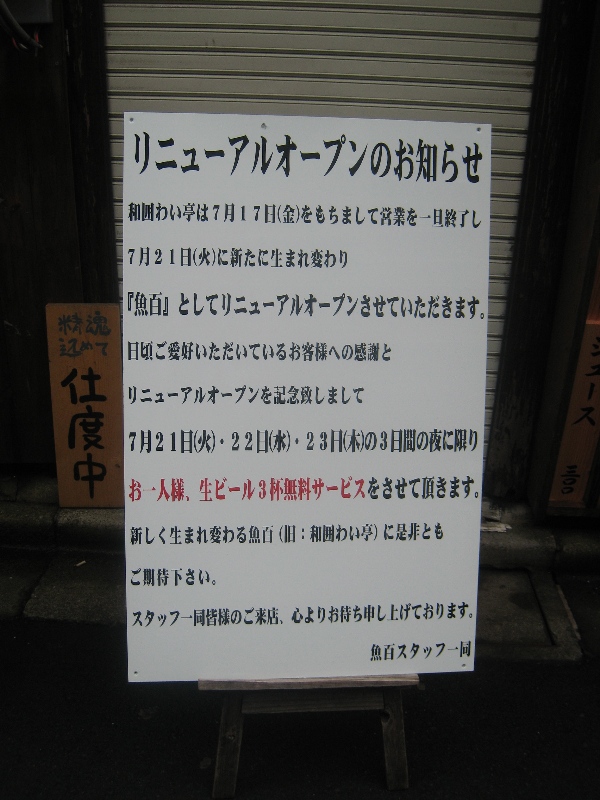 リニューアルオープンのお知らせ
和囲わい亭は7月17日(金)をもちまして営業を一旦終了し
7月21日(火)に新たに生まれ変わり
『魚百』としてリニューアルオープンさせていただきます。
日頃ご愛好いただいているお客様への感謝と
リニューアルオープンを記念致しまして
7月21日(火)・22日(水)・23日(木)の3日間の夜に限り
お一人様、生ビール3杯無料サービスをさせて頂きます。
新しく生まれ変わる魚百(旧:和囲わい亭)に是非とも
ご期待下さい。
スタッフ一同皆様のご来店、心よりお待ち申し上げております。
魚百スタッフ一同
精魂
込めて
仕度中
ジュース
三〇〇